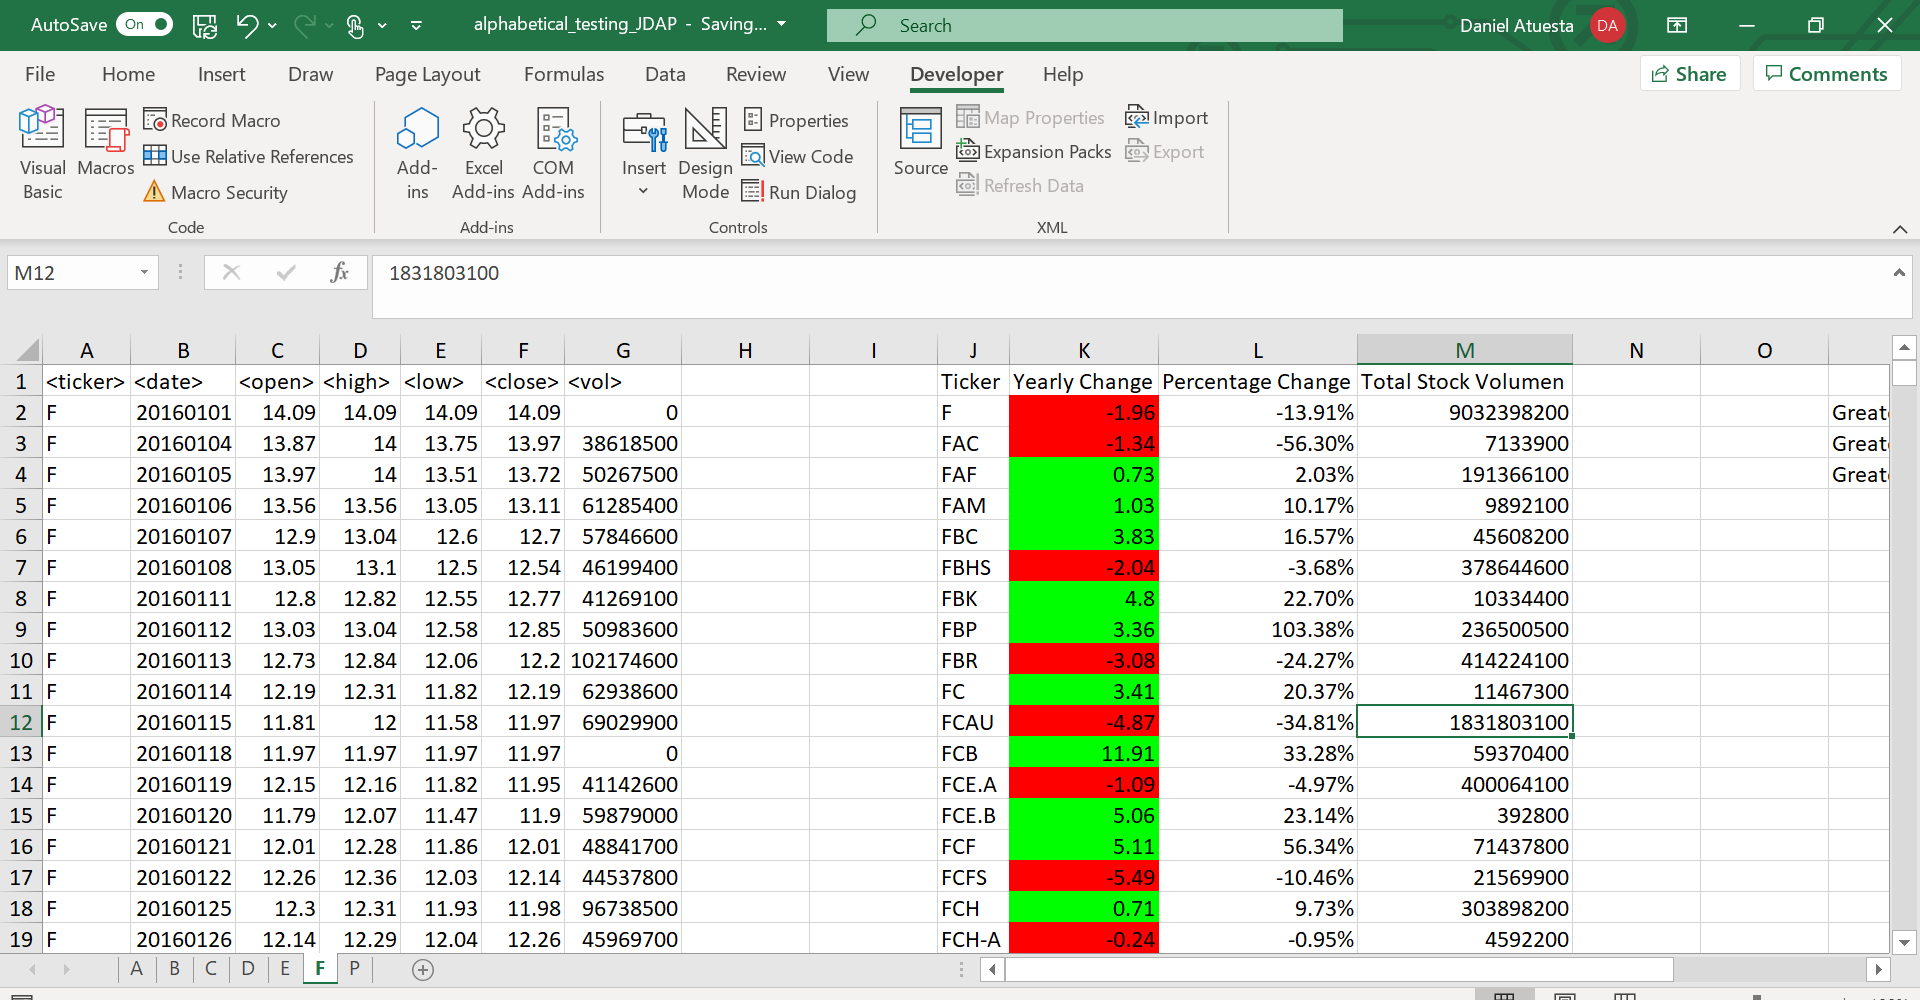 AutoSave On alphabetical_testing_JDAP - Saving... Search Daniel Atuesta DA
File Home Insert Draw Page Layout Formulas Data Review View Developer Help Share Comments
Visual Basic
Macros
Record Macro
Use Relative References
Macro Security
Code
Add-ins
Excel Add-ins
COM Add-ins
Add-ins
Insert
Design Mode
Properties
View Code
Run Dialog
Controls
Source
Map Properties
Expansion Packs
Refresh Data
Import
Export
XML
M12 fx 1831803100
A B C D E F G H I J K L M N O
1 <ticker> <date> <open> <high> <low> <close> <vol> Ticker Yearly Change Percentage Change Total Stock Volumen
2 F 20160101 14.09 14.09 14.09 14.09 0 F -1.96 -13.91% 9032398200
3 F 20160104 13.87 14 13.75 13.97 38618500 FAC -1.34 -56.30% 7133900
4 F 20160105 13.97 14 13.51 13.72 50267500 FAF 0.73 2.03% 191366100
5 F 20160106 13.56 13.56 13.05 13.11 61285400 FAM 1.03 10.17% 9892100
6 F 20160107 12.9 13.04 12.6 12.7 57846600 FBC 3.83 16.57% 45608200
7 F 20160108 13.05 13.1 12.5 12.54 46199400 FBHS -2.04 -3.68% 378644600
8 F 20160111 12.8 12.82 12.55 12.77 41269100 FBK 4.8 22.70% 10334400
9 F 20160112 13.03 13.04 12.58 12.85 50983600 FBP 3.36 103.38% 236500500
10 F 20160113 12.73 12.84 12.06 12.2 102174600 FBR -3.08 -24.27% 414224100
11 F 20160114 12.19 12.31 11.82 12.19 62938600 FC 3.41 20.37% 11467300
12 F 20160115 11.81 12 11.58 11.97 69029900 FCAU -4.87 -34.81% 1831803100
13 F 20160118 11.97 11.97 11.97 11.97 0 FCB 11.91 33.28% 59370400
14 F 20160119 12.15 12.16 11.82 11.95 41142600 FCE.A -1.09 -4.97% 400064100
15 F 20160120 11.79 12.07 11.47 11.9 59879000 FCE.B 5.06 23.14% 392800
16 F 20160121 12.01 12.28 11.86 12.01 48841700 FCF 5.11 56.34% 71437800
17 F 20160122 12.26 12.36 12.03 12.14 44537800 FCFS -5.49 -10.46% 21569900
18 F 20160125 12.3 12.31 11.93 11.98 96738500 FCH 0.71 9.73% 303898200
19 F 20160126 12.14 12.29 12.04 12.26 45969700 FCH-A -0.24 -0.95% 4592200
A B C D E F P